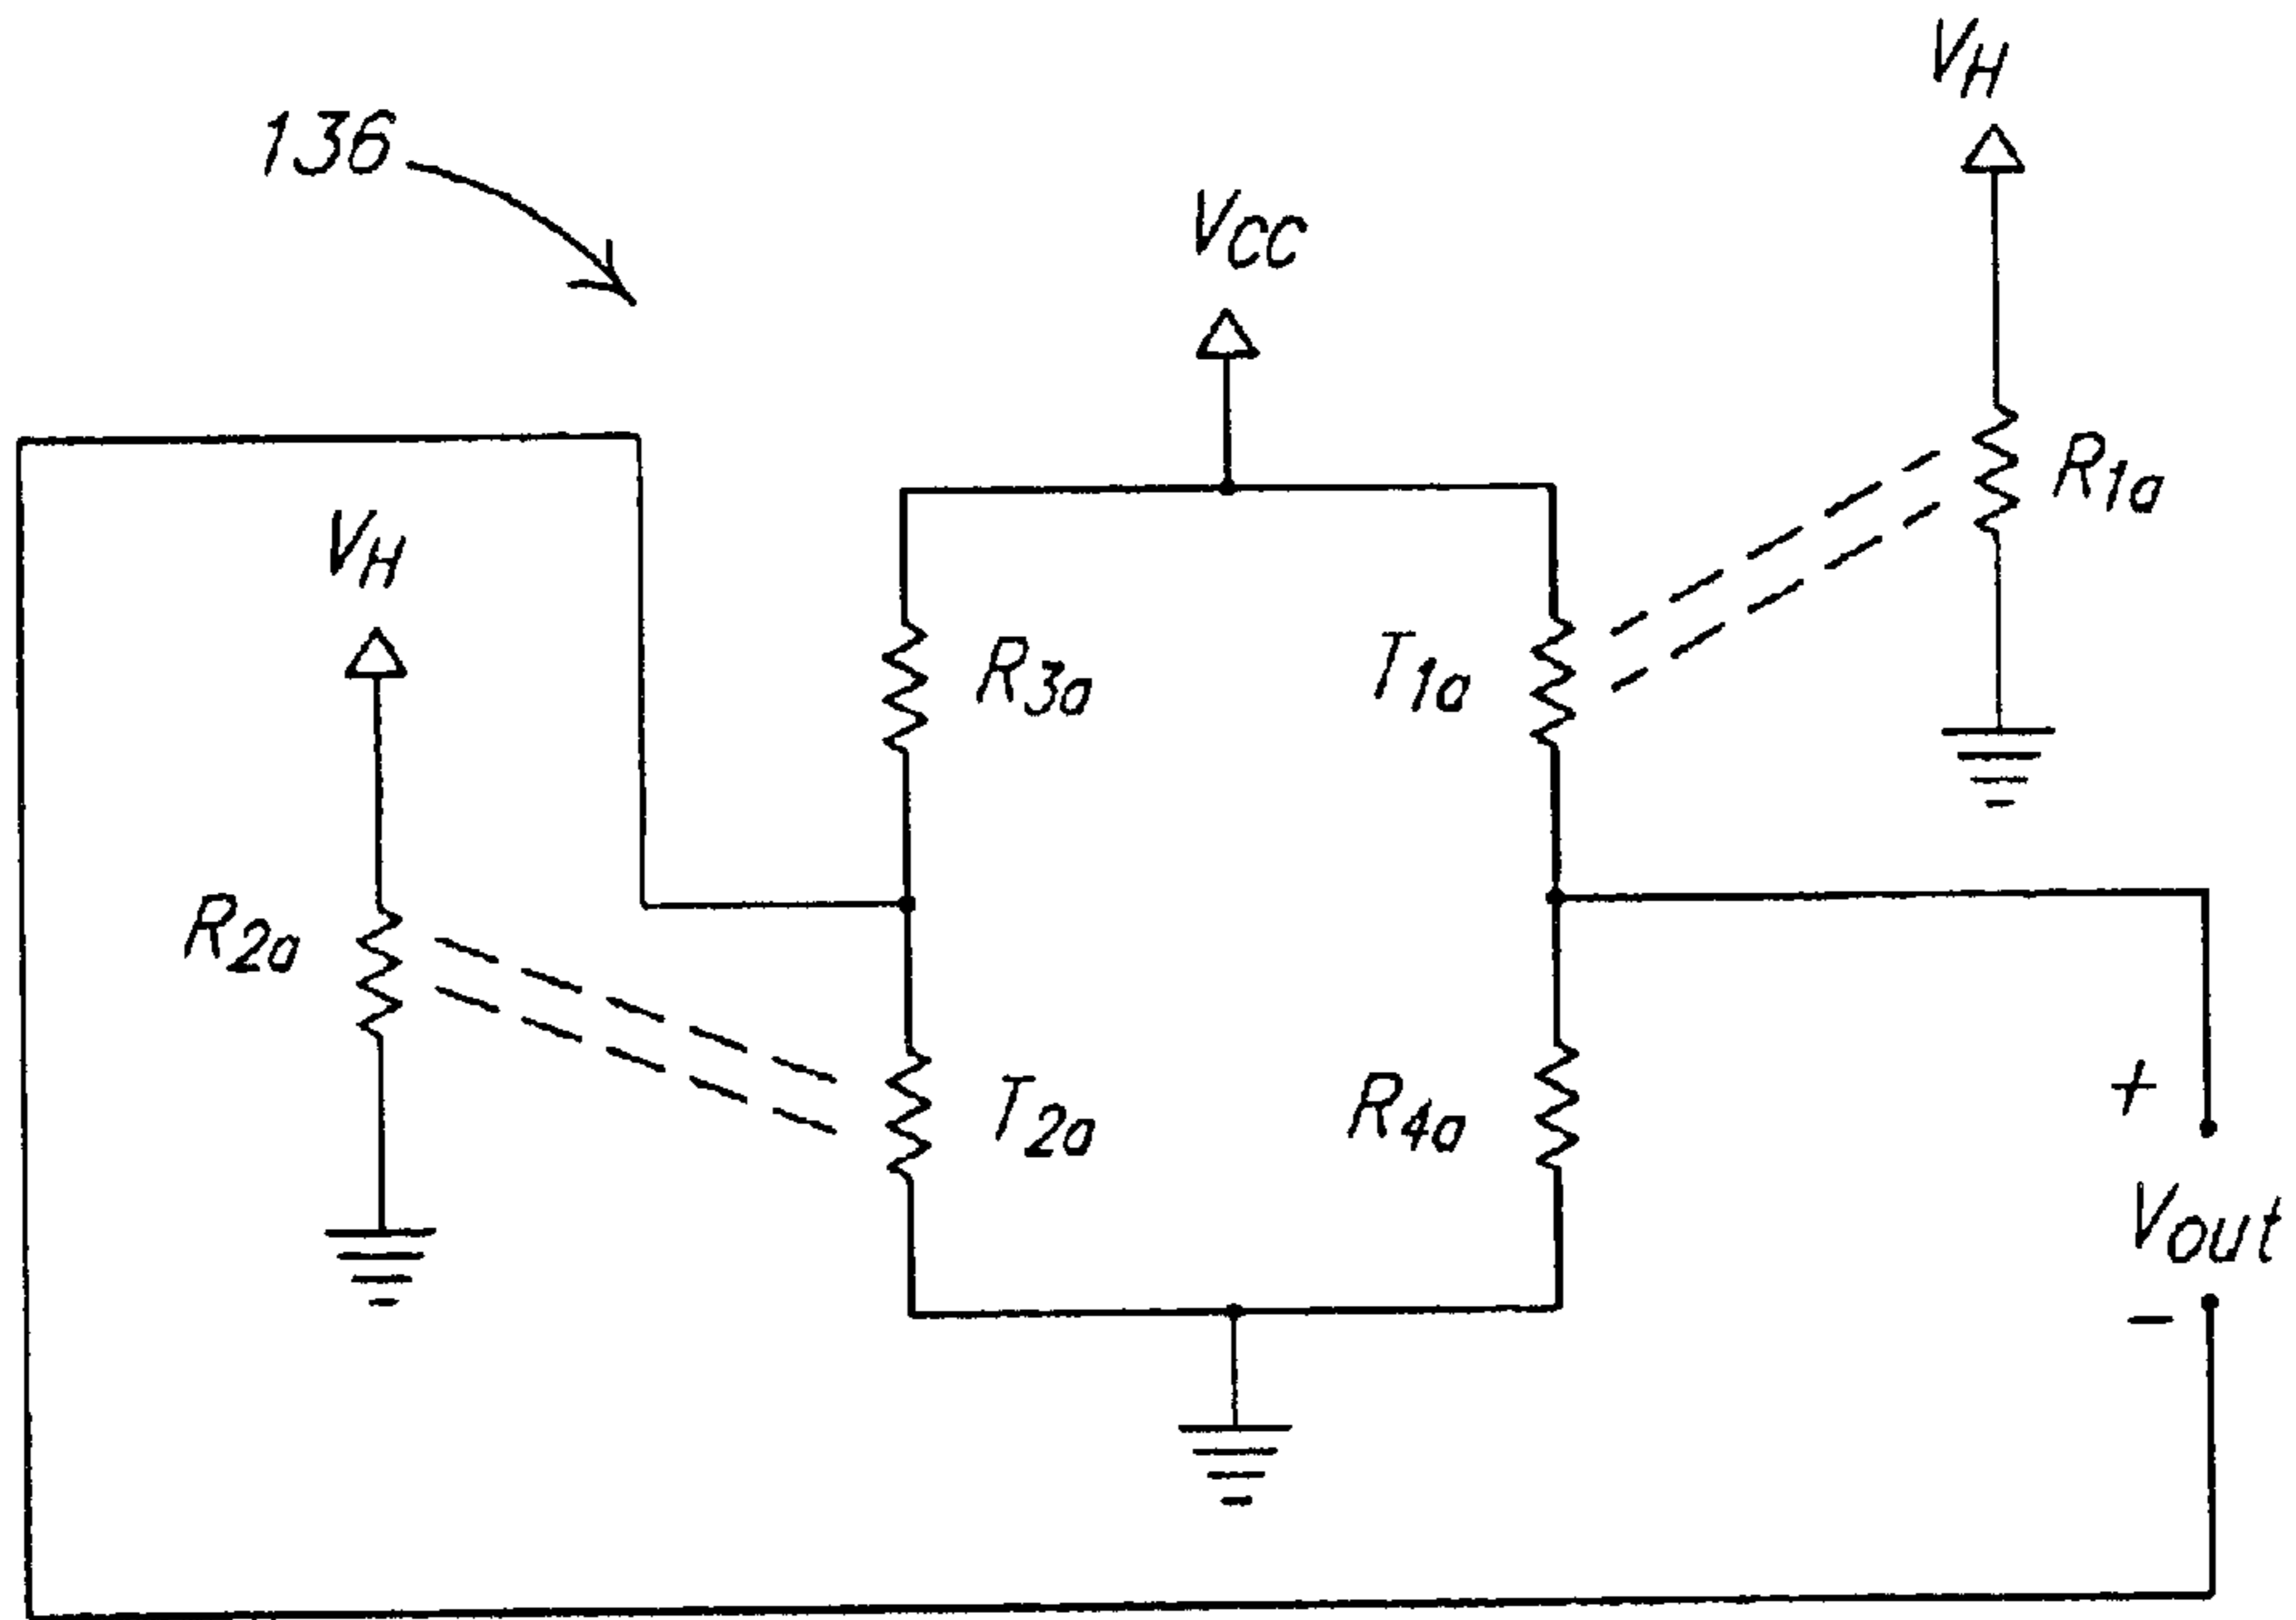 136
VH
VCC
VH
R1a
R3a
T1a
R2a
T2a
R4a
+
Vout
−